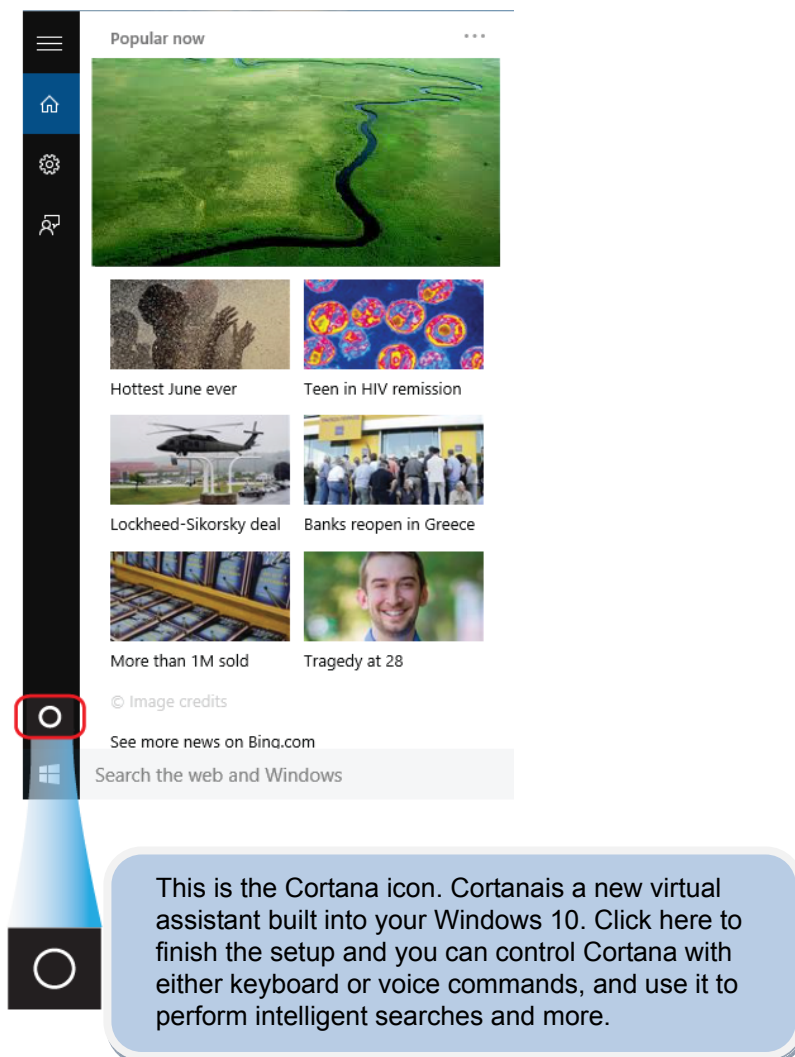 Popular now
Hottest June ever
Teen in HIV remission
Lockheed-Sikorsky deal
Banks reopen in Greece
More than 1M sold
Tragedy at 28
© Image credits
See more news on Bing.com
Search the web and Windows
This is the Cortana icon. Cortanais a new virtual
assistant built into your Windows 10. Click here to
finish the setup and you can control Cortana with
either keyboard or voice commands, and use it to
perform intelligent searches and more.